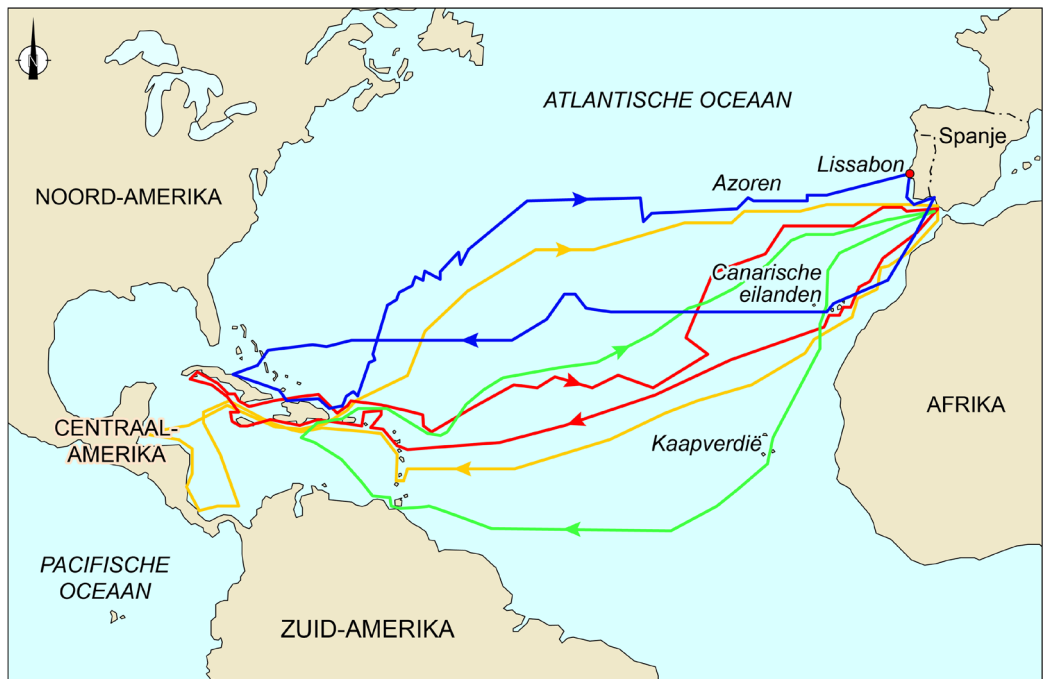 N
ATLANTISCHE OCEAAN
Spanje
Lissabon
Azoren
NOORD-AMERIKA
Canarische
eilanden
AFRIKA
CENTRAAL-
AMERIKA
Kaapverdië
PACIFISCHE
OCEAAN
ZUID-AMERIKA